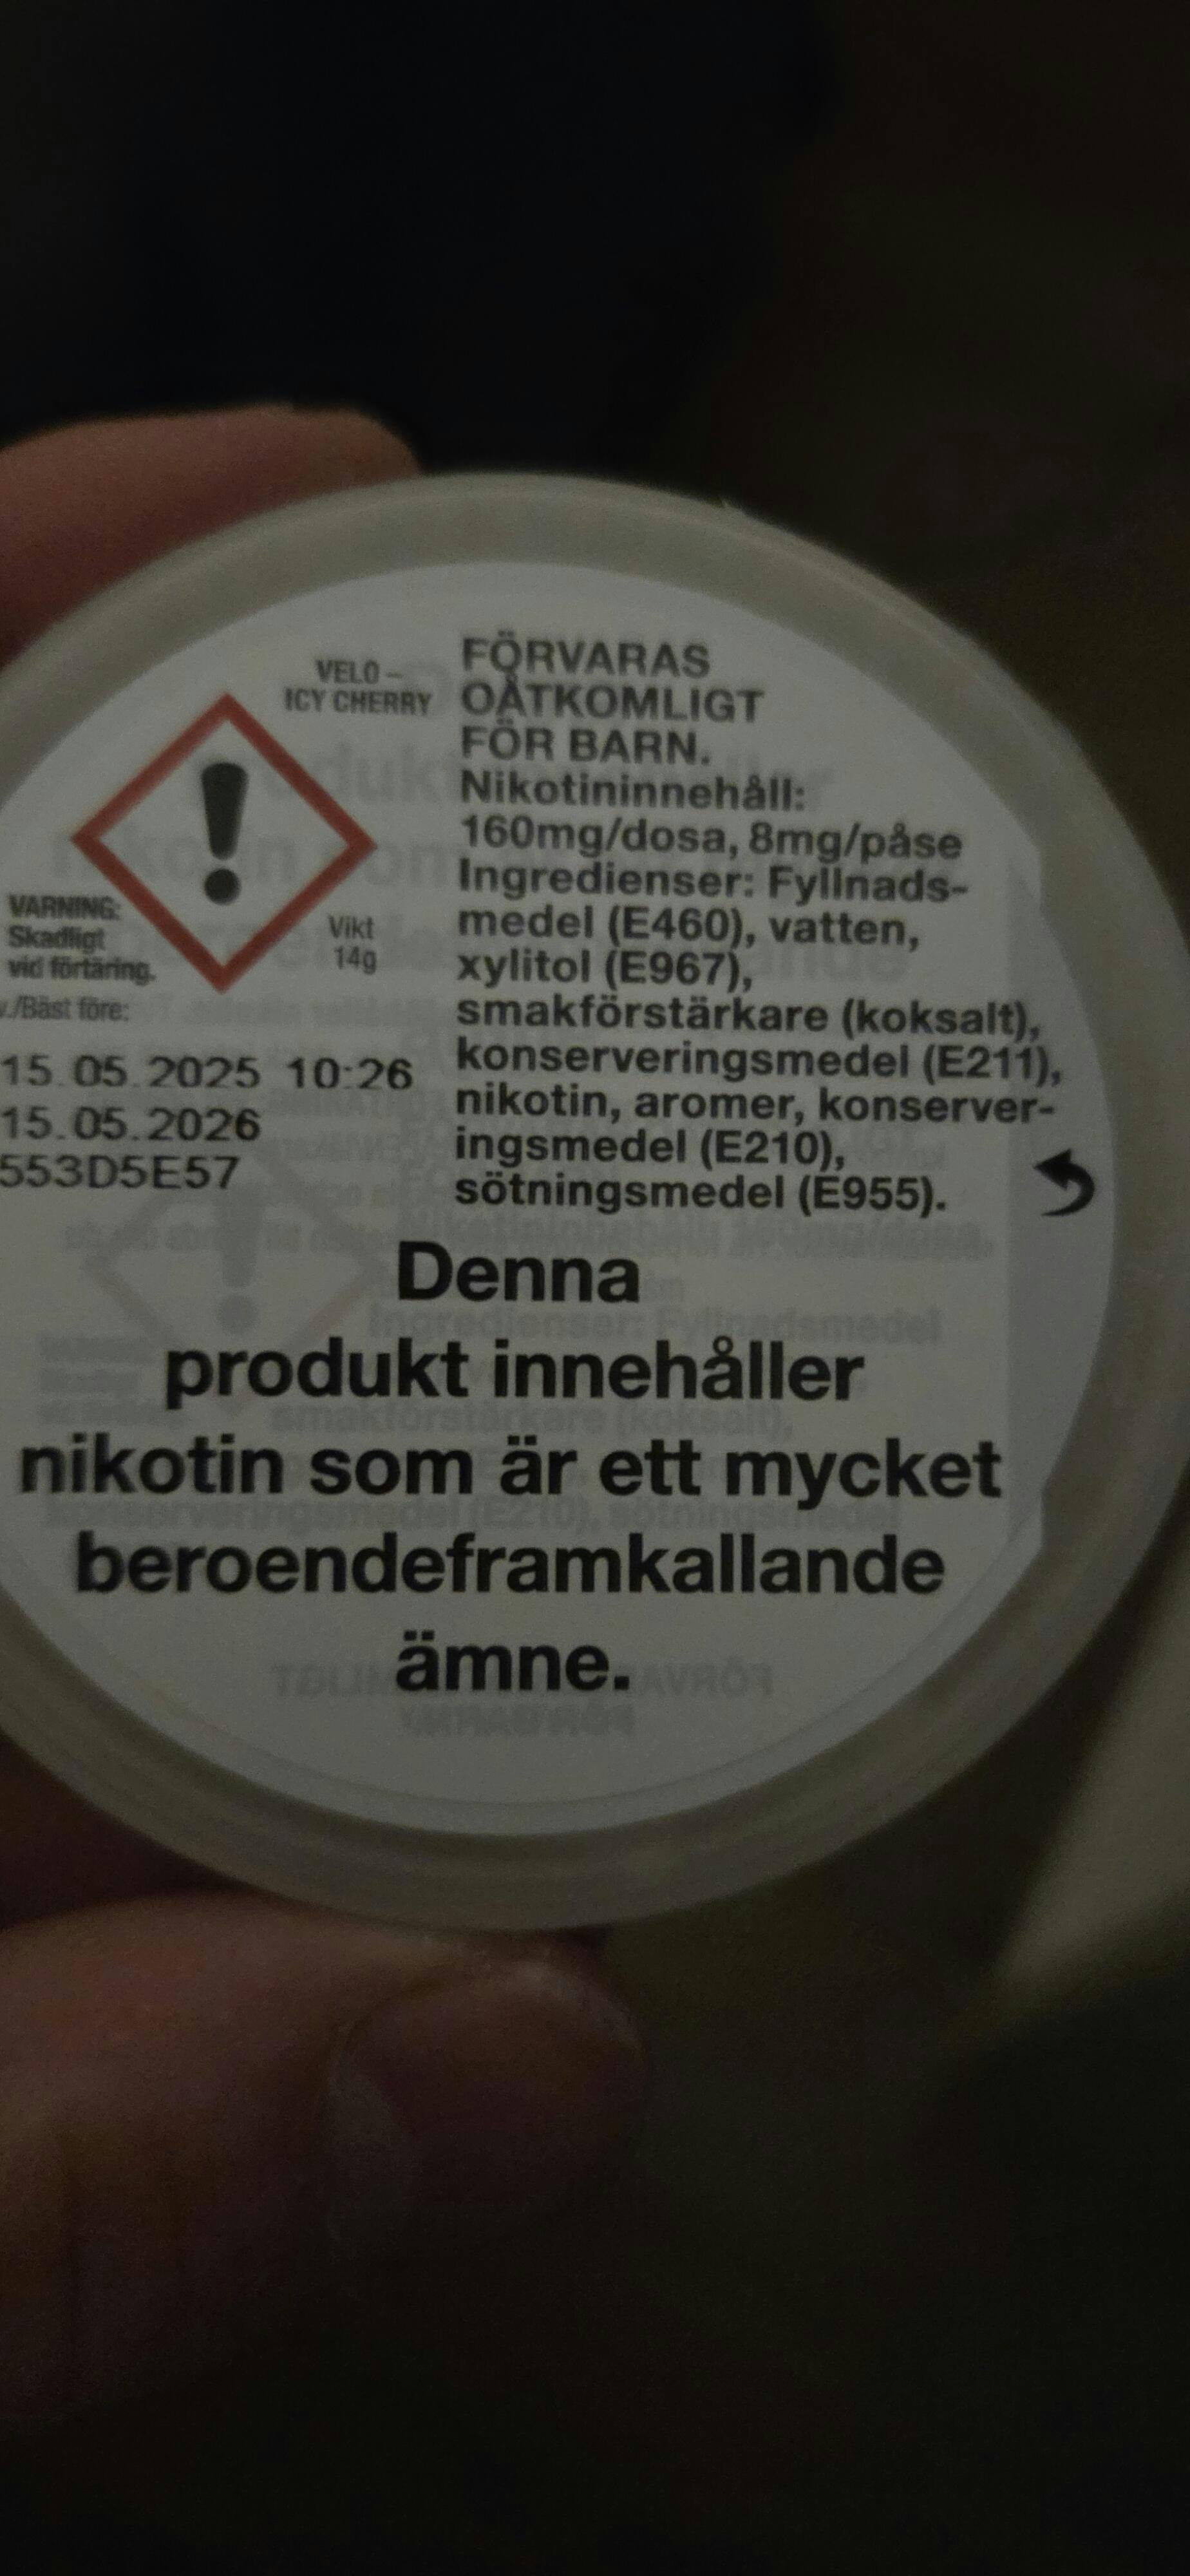 VELO –
ICY CHERRY
FÖRVARAS
OÅTKOMLIGT
FÖR BARN.
Nikotininnehåll:
160mg/dosa, 8mg/påse
Ingredienser: Fyllnads-
medel (E460), vatten,
xylitol (E967),
smakförstärkare (koksalt),
konserveringsmedel (E211),
nikotin, aromer, konserver-
ingsmedel (E210),
sötningsmedel (E955).
VARNING:
Skadligt
vid förtäring.
Vikt
14g
./Bäst före:
15.05.2025 10:26
15.05.2026
553D5E57
Denna
produkt innehåller
nikotin som är ett mycket
beroendeframkallande
ämne.